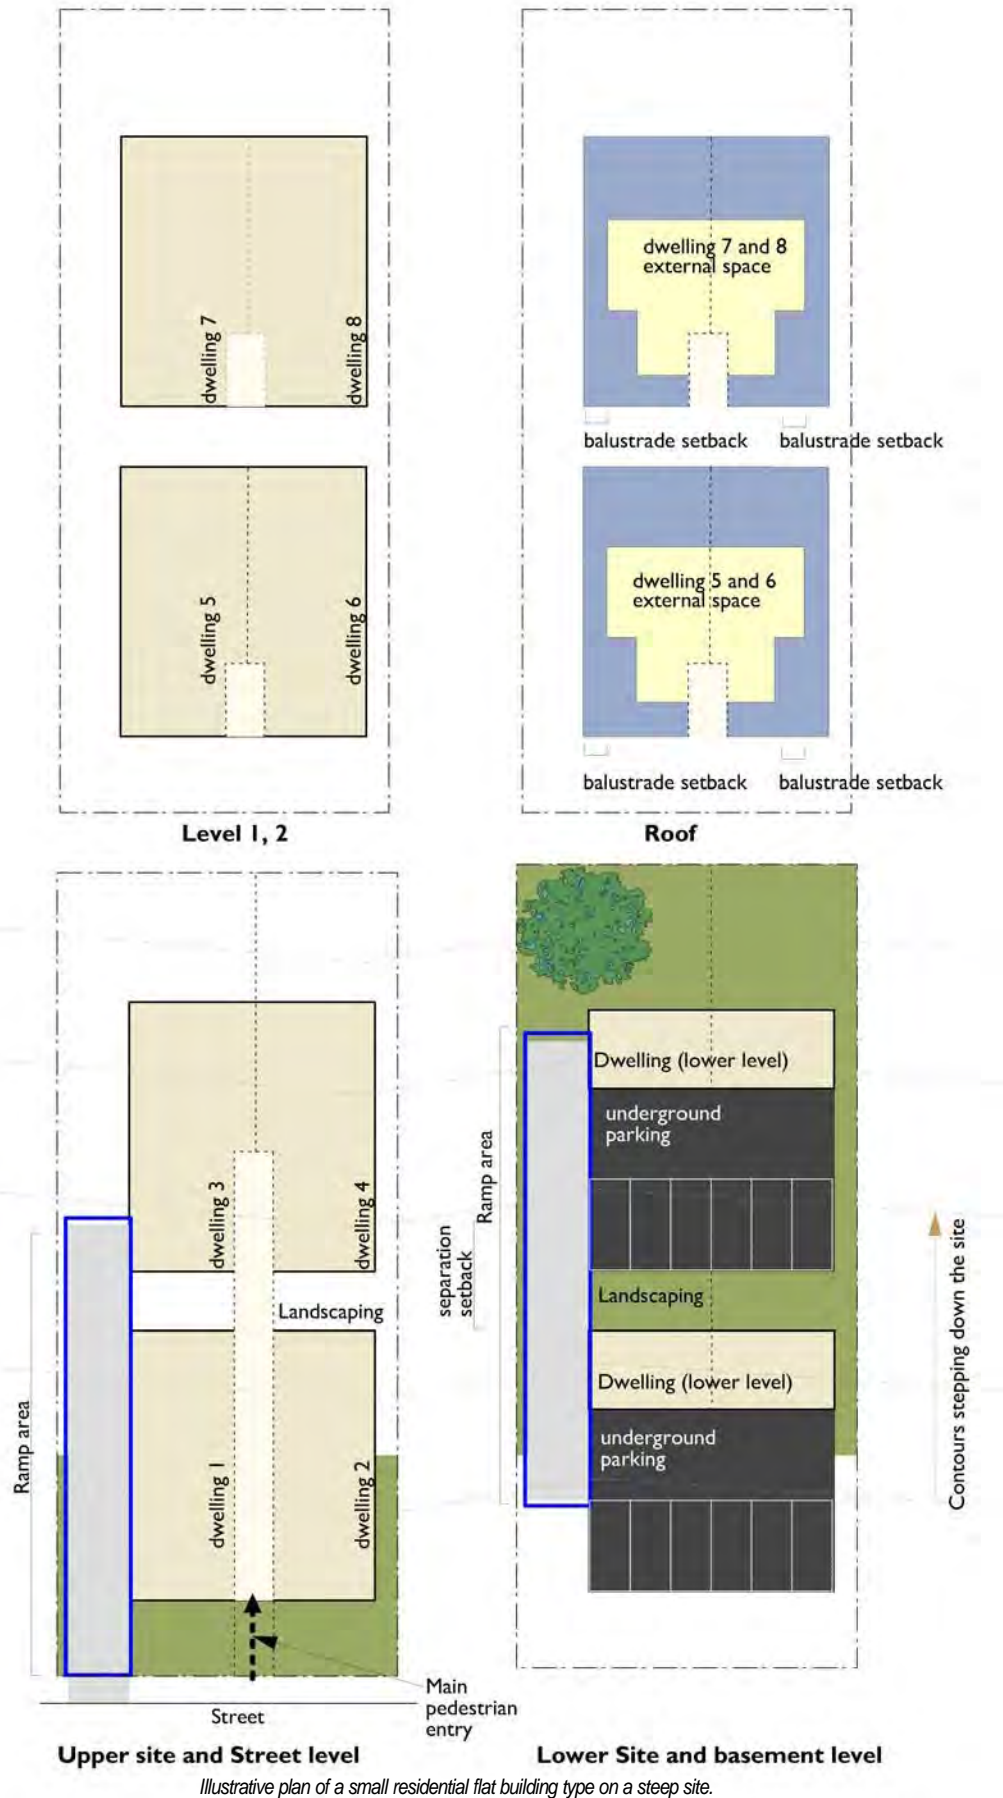 dwelling 7
dwelling 8
dwelling 5
dwelling 6
Level 1, 2
dwelling 7 and 8
external space
balustrade setback
balustrade setback
dwelling 5 and 6
external space
balustrade setback
balustrade setback
Roof
Ramp area
dwelling 3
dwelling 4
Landscaping
dwelling 1
dwelling 2
Main
pedestrian
entry
Street
Upper site and Street level
Ramp area
separation
setback
Dwelling (lower level)
underground
parking
Landscaping
Dwelling (lower level)
underground
parking
Contours stepping down the site
Lower Site and basement level
Illustrative plan of a small residential flat building type on a steep site.